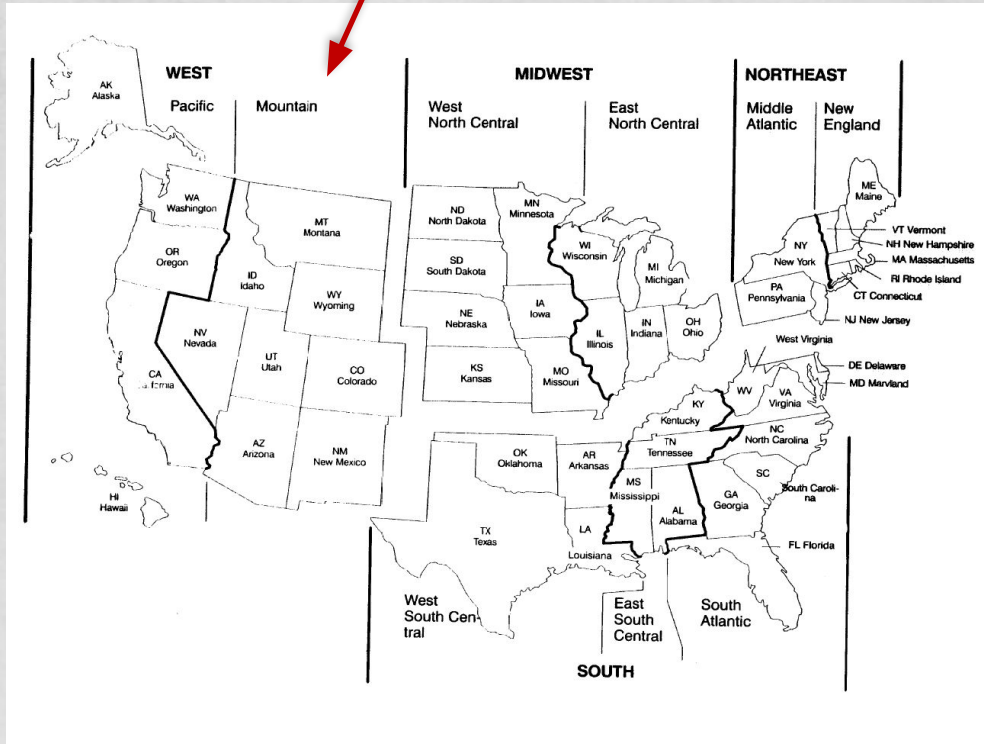 WEST
MIDWEST
NORTHEAST
Pacific
Mountain
West
North Central
East
North Central
Middle
Atlantic
New
England
AK
Alaska
WA
Washington
OR
Oregon
CA
HI
Hawaii
MT
Montana
ID
Idaho
WY
Wyoming
NV
Nevada
UT
Utah
CO
Colorado
AZ
Arizona
NM
New Mexico
ND
North Dakota
SD
South Dakota
NE
Nebraska
KS
Kansas
MN
Minnesota
IA
Iowa
MO
Missouri
WI
Wisconsin
MI
Michigan
IL
Illinois
IN
Indiana
OH
Ohio
NY
New York
PA
Pennsylvania
ME
Maine
VT Vermont
NH New Hampshire
MA Massachusetts
RI Rhode Island
CT Connecticut
NJ New Jersey
West Virginia
DE Delaware
MD Maryland
WV
VA
Virginia
KY
Kentucky
TN
Tennessee
NC
North Carolina
SC
South Caroli-
na
GA
Georgia
FL Florida
OK
Oklahoma
AR
Arkansas
TX
Texas
LA
Louisiana
MS
Mississippi
AL
Alabama
West
South Cen-
tral
East
South
Central
South
Atlantic
SOUTH